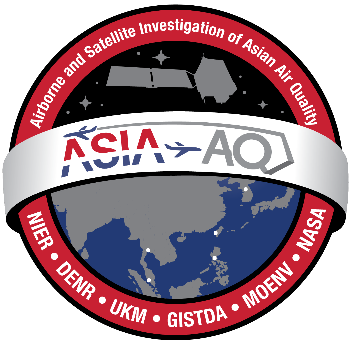 Airborne and Satellite Investigation of Asian Air Quality
ASIA-AQ
NIER • DENR • UKM • GISTDA • MOENV • NASA